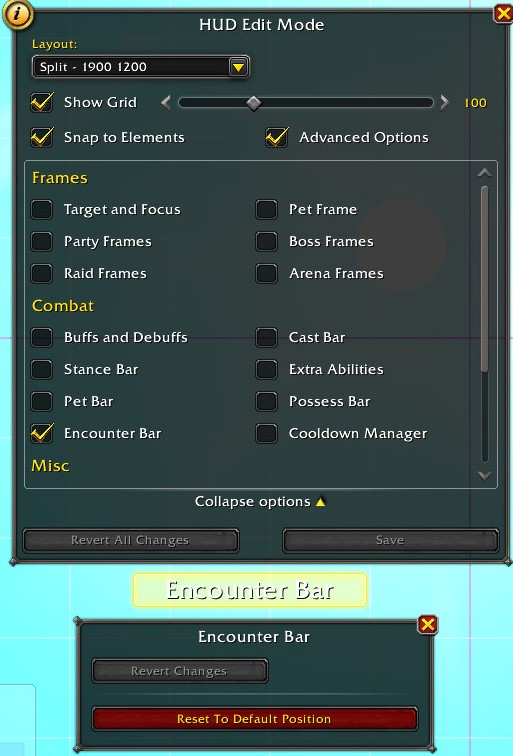 HUD Edit Mode
Layout:
Split - 1900 1200
Show Grid 100
Snap to Elements Advanced Options
Frames
Target and Focus Pet Frame
Party Frames Boss Frames
Raid Frames Arena Frames
Combat
Buffs and Debuffs Cast Bar
Stance Bar Extra Abilities
Pet Bar Possess Bar
Encounter Bar Cooldown Manager
Misc
Collapse options
Revert All Changes Save
Encounter Bar
Encounter Bar
Revert Changes
Reset To Default Position